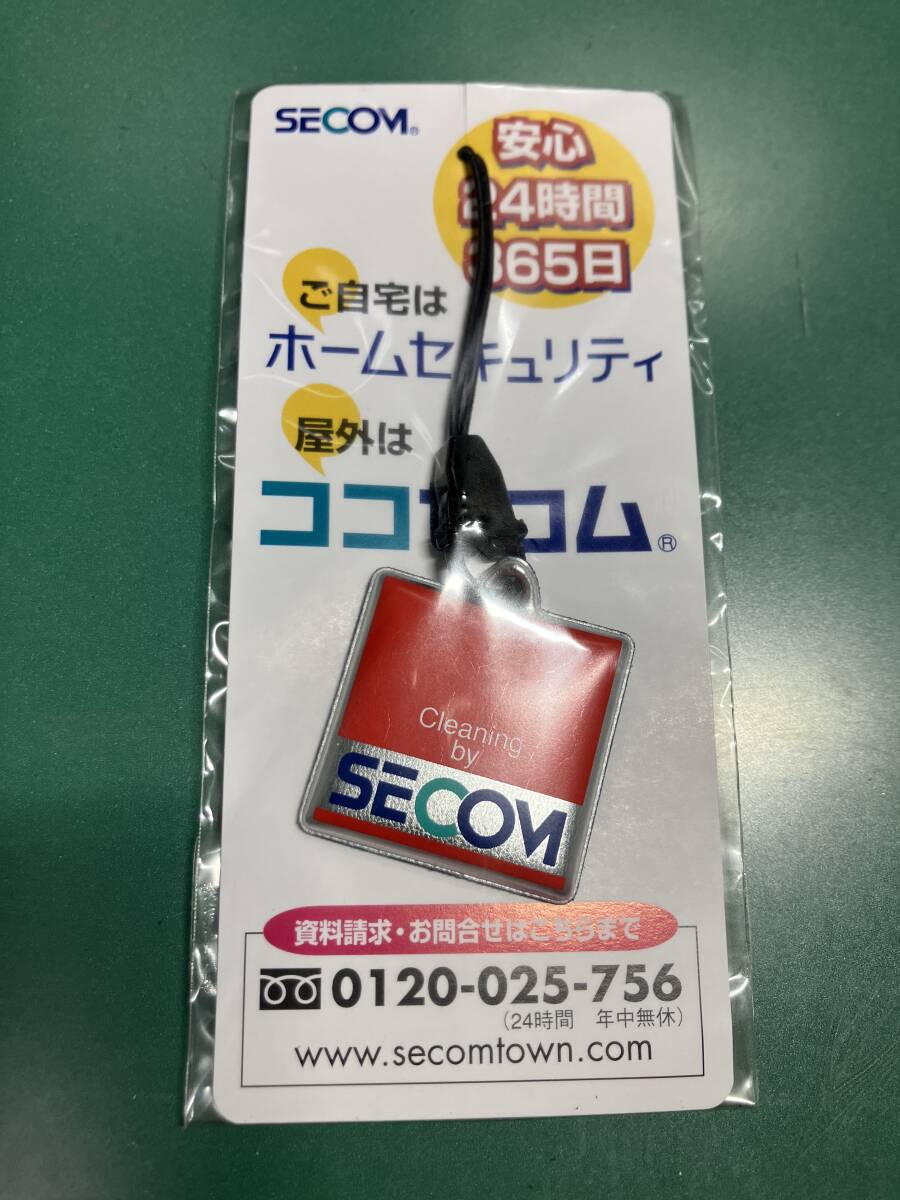 SECOM®
安心
24時間
365日
ご自宅は
ホームセキュリティ
屋外は
ココセコム®
Cleaning
by
SECOM
資料請求・お問合せはこちらまで
0120-025-756
(24時間 年中無休)
www.secomtown.com